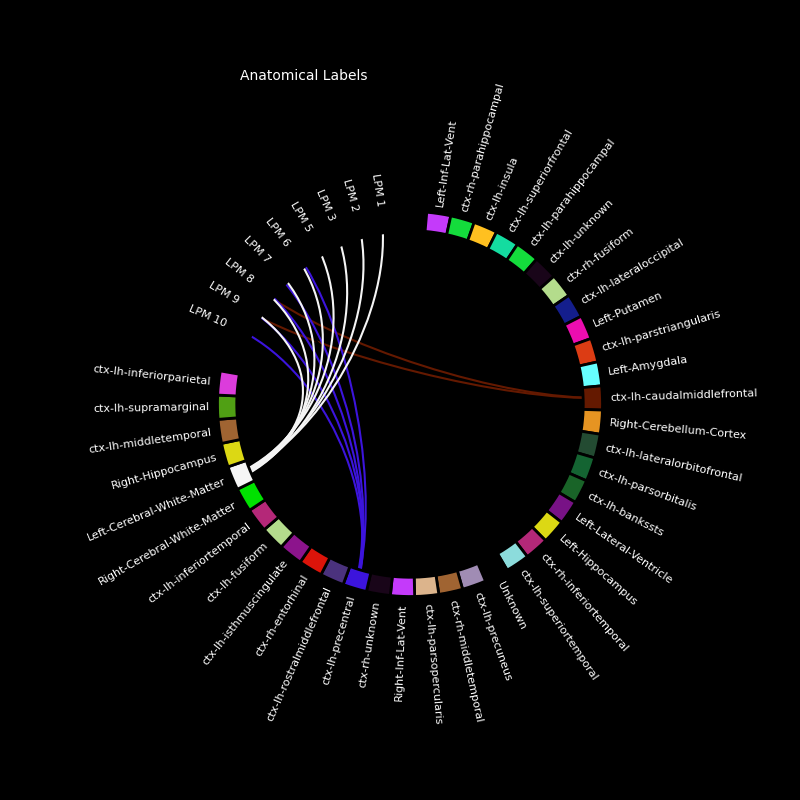 Anatomical Labels
LPM 1
LPM 2
LPM 3
LPM 5
LPM 6
LPM 7
LPM 8
LPM 9
LPM 10
ctx-lh-inferiorparietal
ctx-lh-supramarginal
ctx-lh-middletemporal
Right-Hippocampus
Left-Cerebral-White-Matter
Right-Cerebral-White-Matter
ctx-lh-inferiortemporal
ctx-lh-fusiform
ctx-lh-isthmuscingulate
ctx-rh-entorhinal
ctx-lh-rostralmiddlefrontal
ctx-lh-precentral
ctx-rh-unknown
Right-Inf-Lat-Vent
ctx-lh-parsopercularis
ctx-rh-middletemporal
ctx-lh-precuneus
Unknown
ctx-lh-superiortemporal
ctx-rh-inferiortemporal
Left-Hippocampus
Left-Lateral-Ventricle
ctx-lh-bankssts
ctx-lh-parsorbitalis
ctx-lh-lateralorbitofrontal
Right-Cerebellum-Cortex
ctx-lh-caudalmiddlefrontal
Left-Amygdala
ctx-lh-parstriangularis
Left-Putamen
ctx-lh-lateraloccipital
ctx-rh-fusiform
ctx-lh-unknown
ctx-lh-parahippocampal
ctx-lh-superiorfrontal
ctx-lh-insula
ctx-rh-parahippocampal
Left-Inf-Lat-Vent